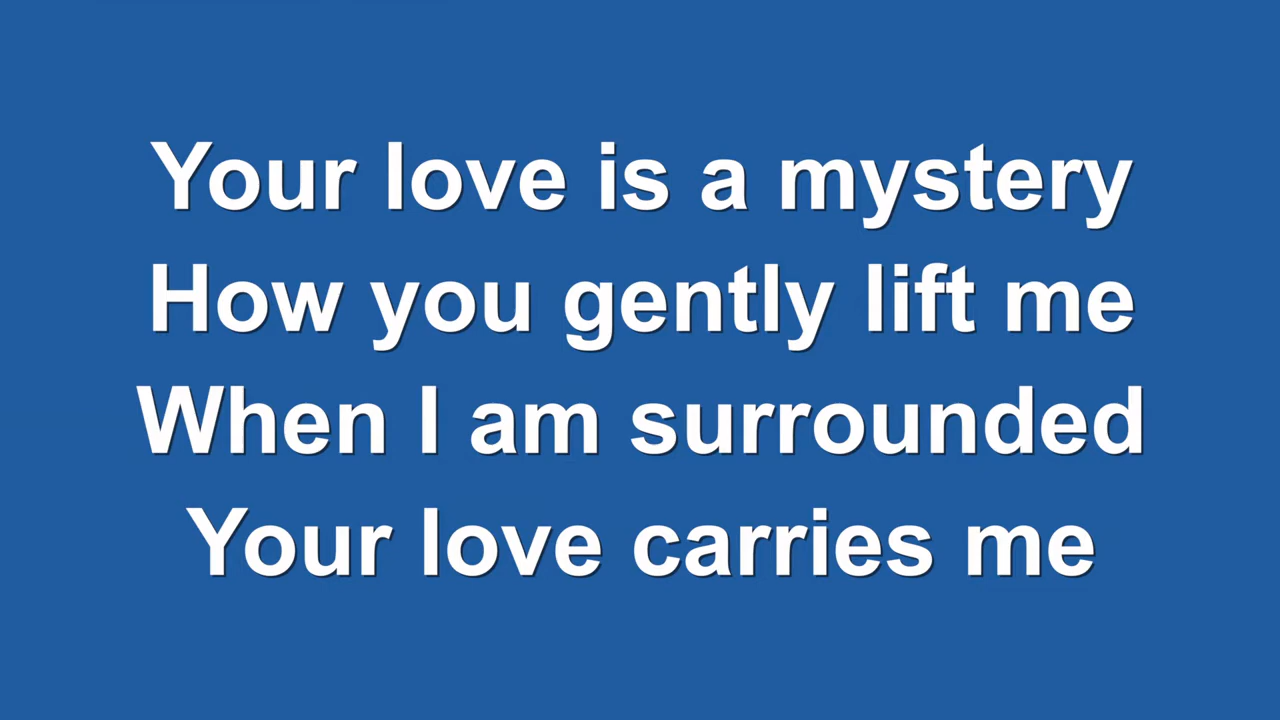 Your love is a mystery
How you gently lift me
When I am surrounded
Your love carries me